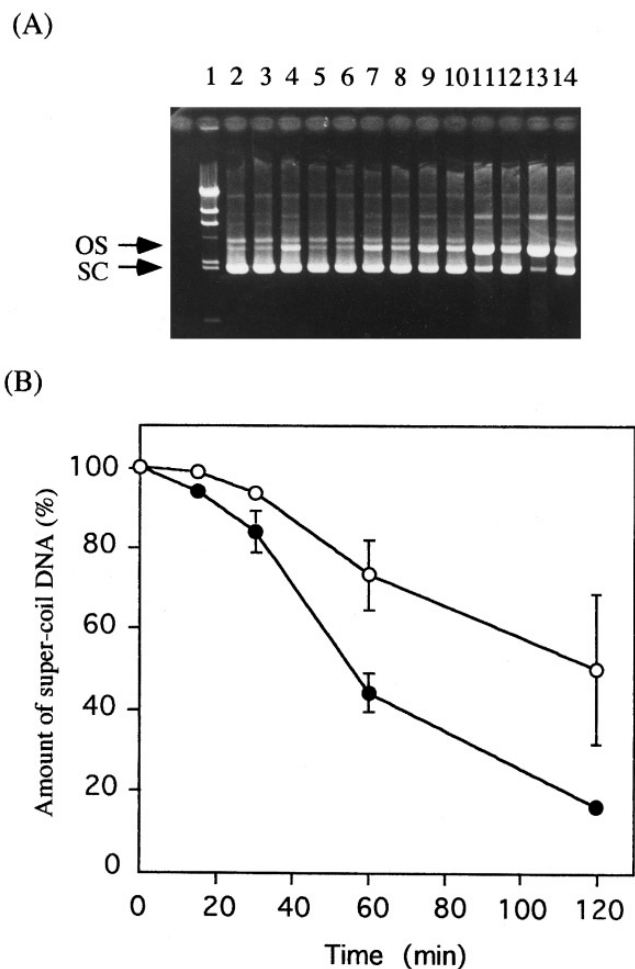 (A)
1 2 3 4 5 6 7 8 9 10 11 12 13 14
OS
SC
(B)
Amount of super-coil DNA (%)
100
80
60
40
20
0
0 20 40 60 80 100 120
Time (min)